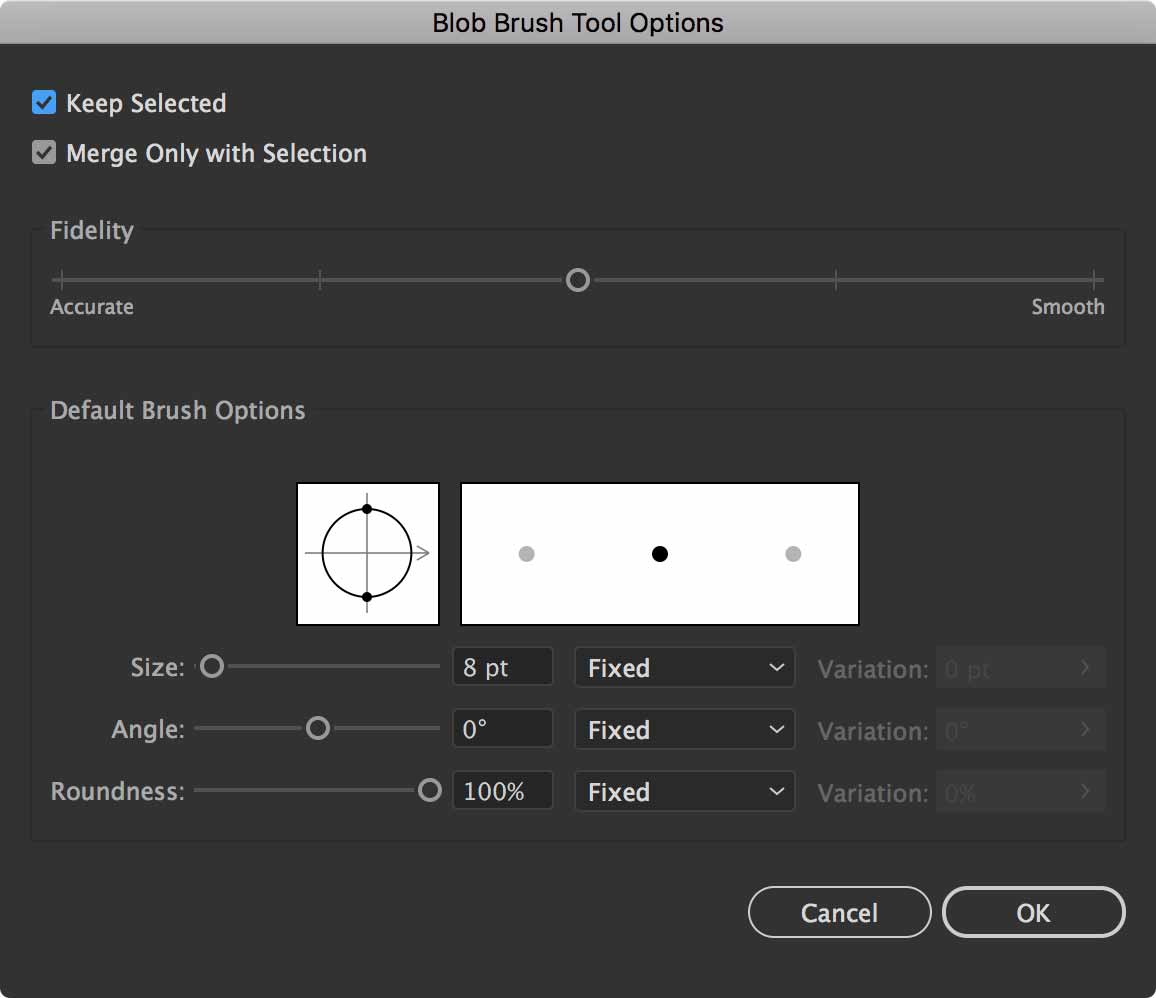 Blob Brush Tool Options
Keep Selected
Merge Only with Selection
Fidelity
Accurate Smooth
Default Brush Options
Size: 8 pt Fixed Variation: 0 pt
Angle: 0° Fixed Variation: 0°
Roundness: 100% Fixed Variation: 0%
Cancel OK